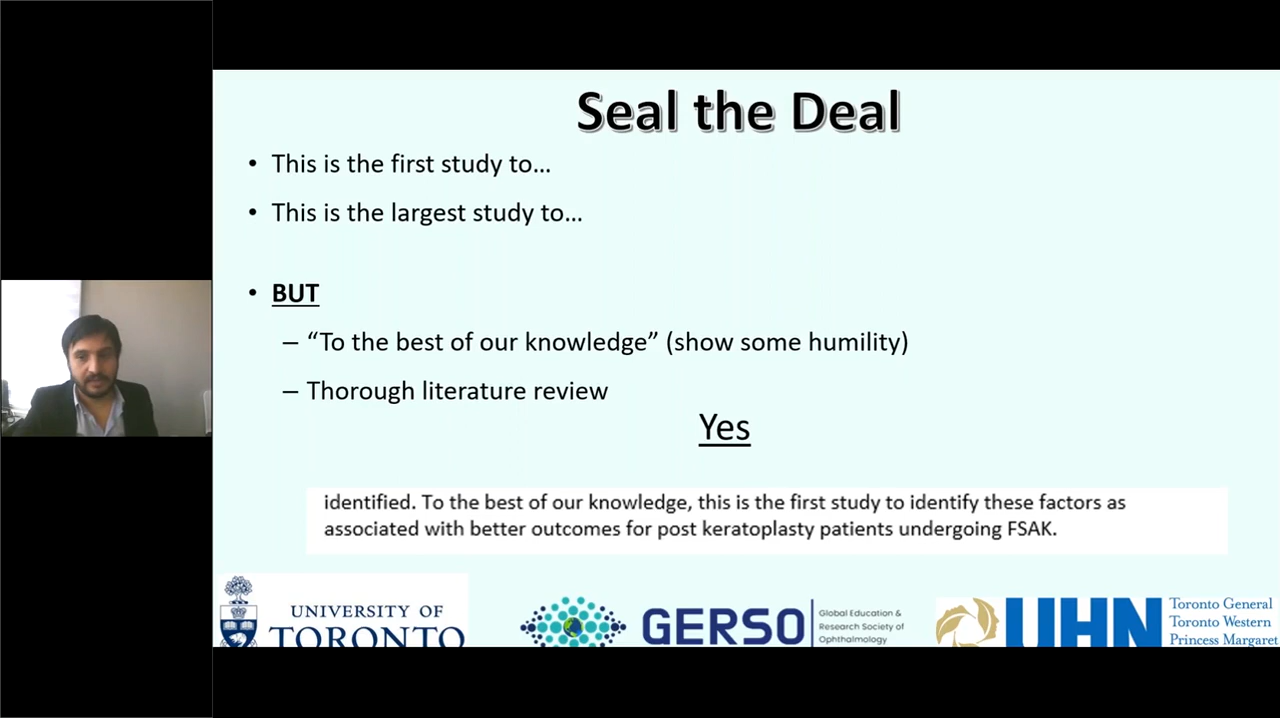 Seal the Deal
• This is the first study to...
• This is the largest study to...
• BUT
– “To the best of our knowledge” (show some humility)
– Thorough literature review
Yes
identified. To the best of our knowledge, this is the first study to identify these factors as
associated with better outcomes for post keratoplasty patients undergoing FSAK.
UNIVERSITY OF
TORONTO
GERSO
Global Education &
Research Society of
Ophthalmology
UHN
Toronto General
Toronto Western
Princess Margaret